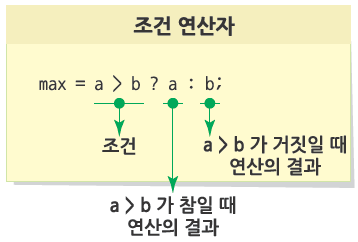 조건 연산자
max = a > b ? a : b;
조건
a > b 가 거짓일 때
연산의 결과
a > b 가 참일 때
연산의 결과